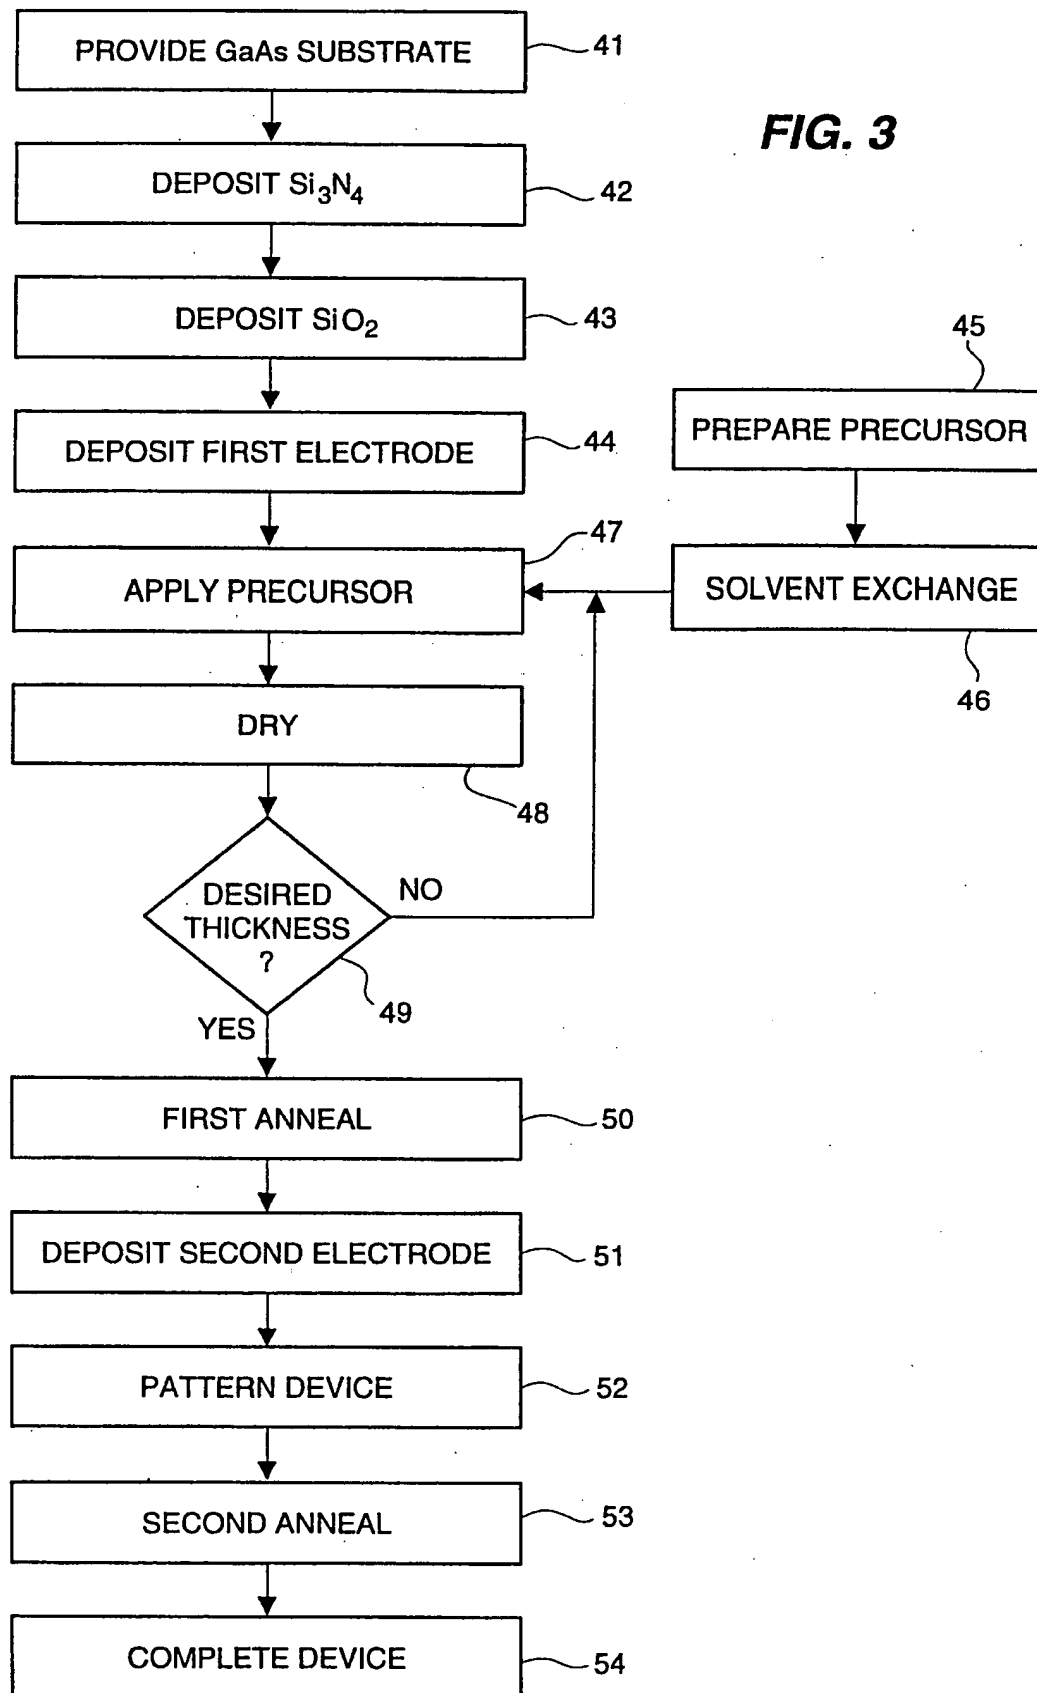 PROVIDE GaAs SUBSTRATE
41
FIG. 3
DEPOSIT Si3N4
42
DEPOSIT SiO2
43
45
DEPOSIT FIRST ELECTRODE
44
PREPARE PRECURSOR
47
APPLY PRECURSOR
SOLVENT EXCHANGE
46
DRY
48
DESIRED
THICKNESS
?
NO
49
YES
FIRST ANNEAL
50
DEPOSIT SECOND ELECTRODE
51
PATTERN DEVICE
52
SECOND ANNEAL
53
COMPLETE DEVICE
54